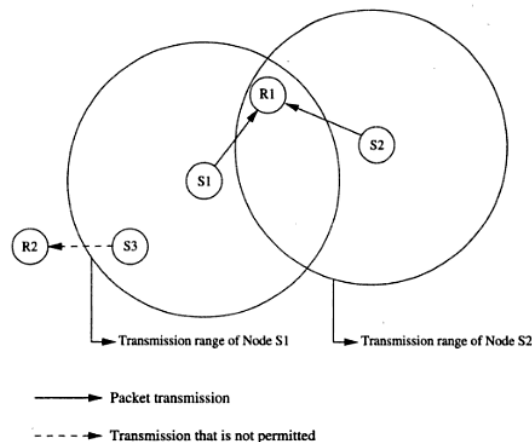 R1
S2
S1
R2
S3
Transmission range of Node S1
Transmission range of Node S2
Packet transmission
Transmission that is not permitted